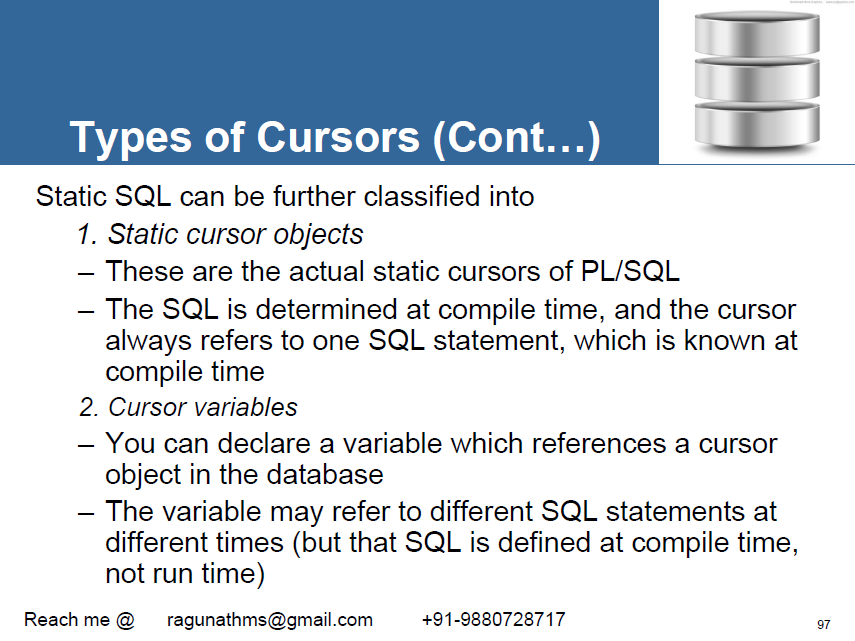 Types of Cursors (Cont…)
Static SQL can be further classified into
1. Static cursor objects
– These are the actual static cursors of PL/SQL
– The SQL is determined at compile time, and the cursor
always refers to one SQL statement, which is known at
compile time
2. Cursor variables
– You can declare a variable which references a cursor
object in the database
– The variable may refer to different SQL statements at
different times (but that SQL is defined at compile time,
not run time)
Reach me @ ragunathms@gmail.com +91-9880728717
97